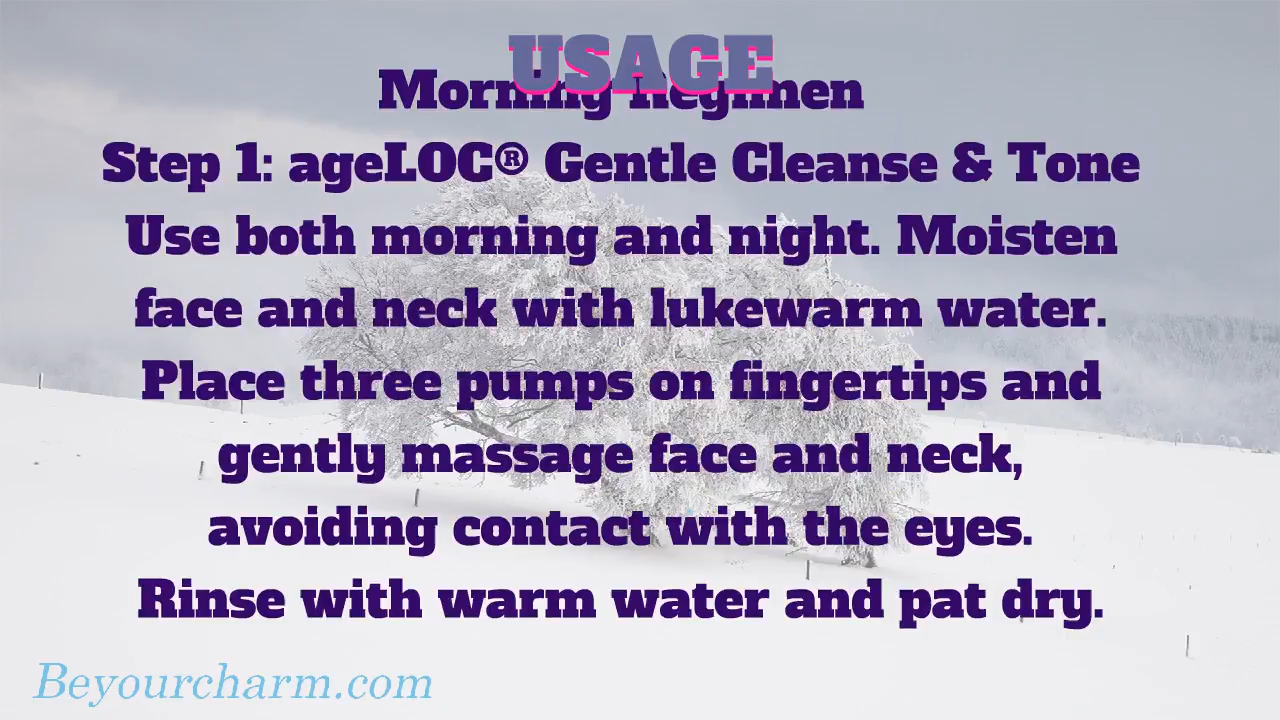 USAGE
Morning Regimen
Step 1: ageLOC® Gentle Cleanse & Tone
Use both morning and night. Moisten
face and neck with lukewarm water.
Place three pumps on fingertips and
gently massage face and neck,
avoiding contact with the eyes.
Rinse with warm water and pat dry.
Beyourcharm.com